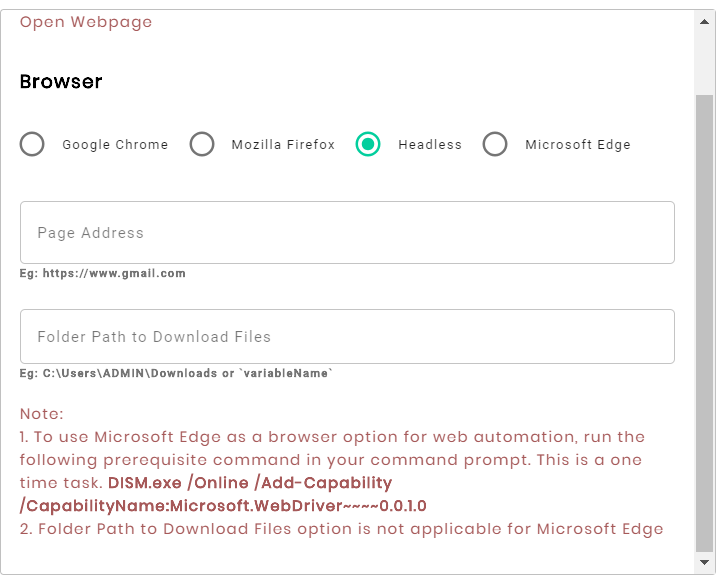 Open Webpage
Browser
Google Chrome Mozilla Firefox Headless Microsoft Edge
Page Address
Eg: https://www.gmail.com
Folder Path to Download Files
Eg: C:\Users\ADMIN\Downloads or `variableName`
Note:
1. To use Microsoft Edge as a browser option for web automation, run the
following prerequisite command in your command prompt. This is a one
time task. DISM.exe /Online /Add-Capability
/CapabilityName:Microsoft.WebDriver~~~~0.0.1.0
2. Folder Path to Download Files option is not applicable for Microsoft Edge